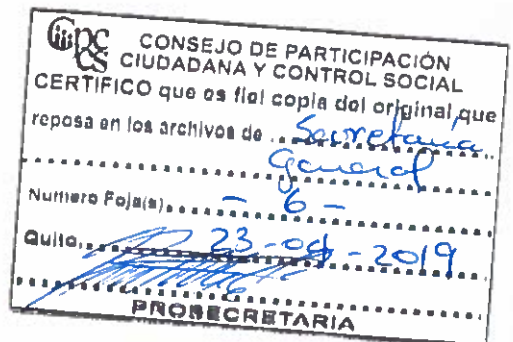 CPCCS CONSEJO DE PARTICIPACIÓN
CIUDADANA Y CONTROL SOCIAL
CERTIFICO que es fiel copia del original que
reposa en los archivos de Secretaría
General
Numero Foja(s) - 6 -
Quito, 23- -2019
PROSECRETARIA